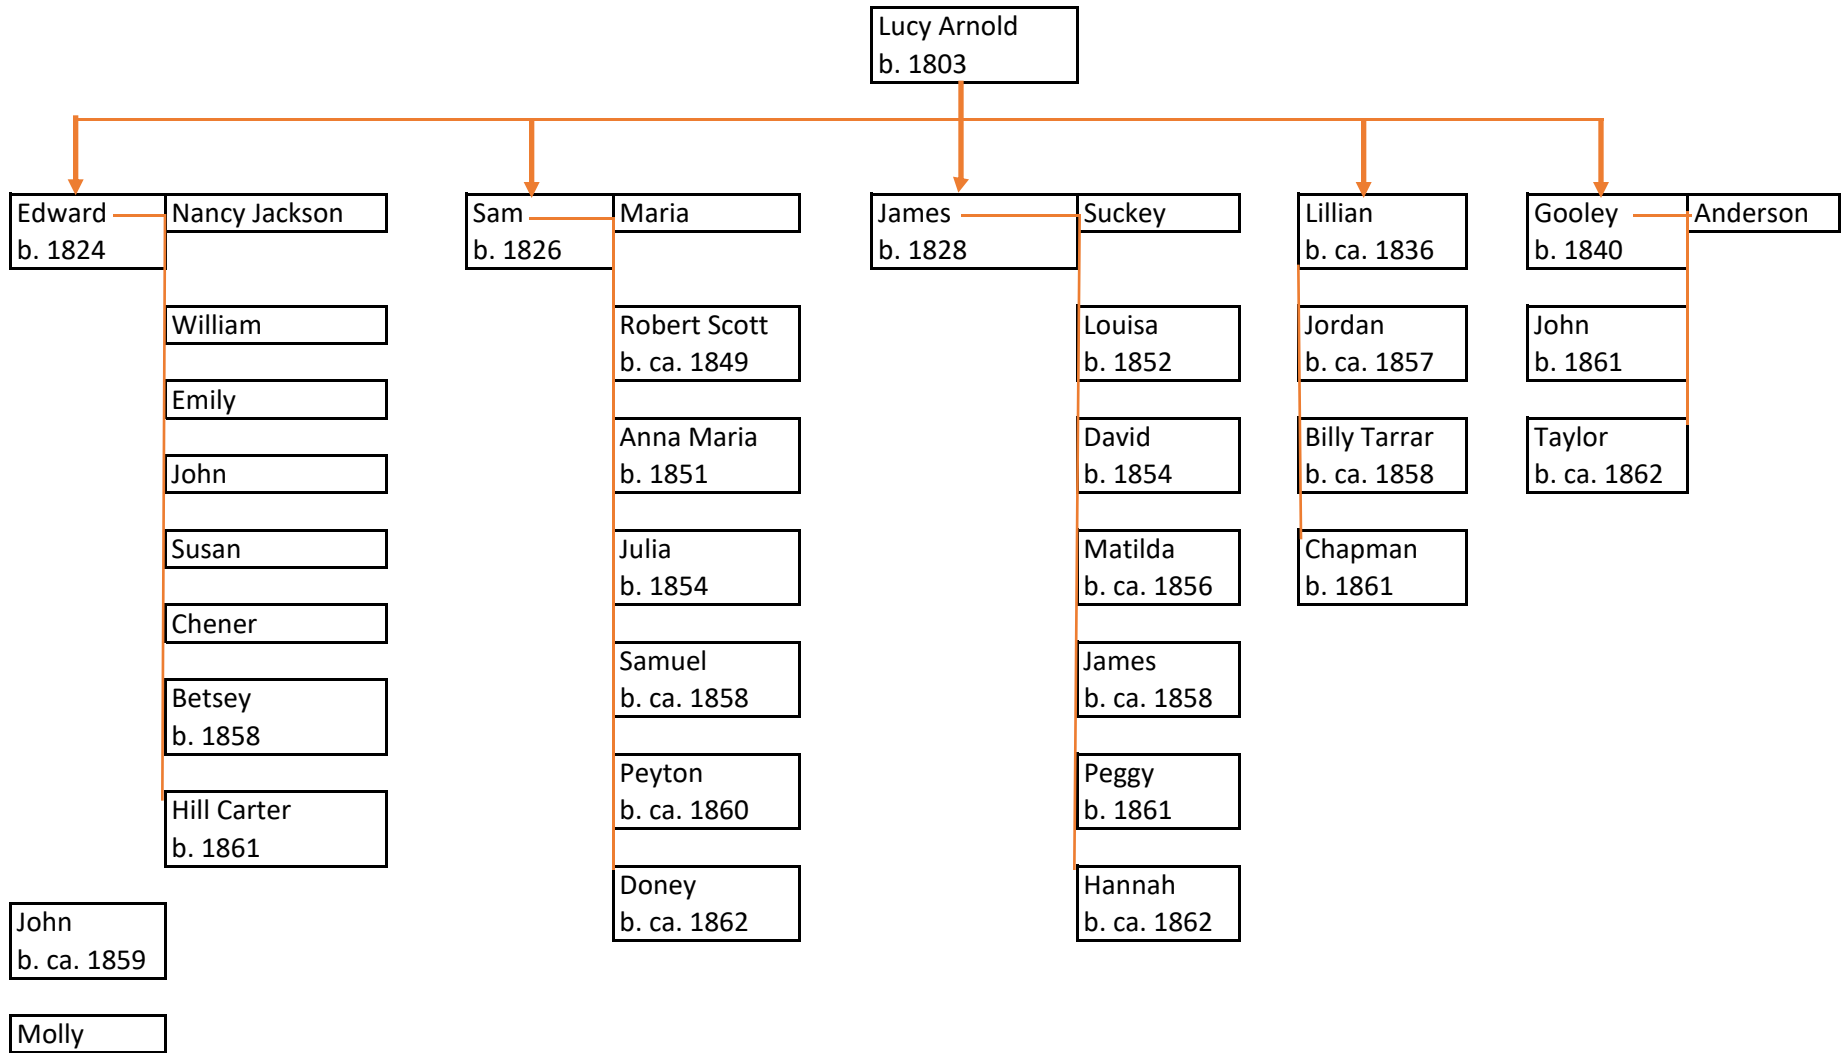 Lucy Arnold
b. 1803
Edward
b. 1824
Nancy Jackson
William
Emily
John
Susan
Chener
Betsey
b. 1858
Hill Carter
b. 1861
John
b. ca. 1859
Molly
Sam
b. 1826
Maria
Robert Scott
b. ca. 1849
Anna Maria
b. 1851
Julia
b. 1854
Samuel
b. ca. 1858
Peyton
b. ca. 1860
Doney
b. ca. 1862
James
b. 1828
Suckey
Louisa
b. 1852
David
b. 1854
Matilda
b. ca. 1856
James
b. ca. 1858
Peggy
b. 1861
Hannah
b. ca. 1862
Lillian
b. ca. 1836
Jordan
b. ca. 1857
Billy Tarrar
b. ca. 1858
Chapman
b. 1861
Gooley
b. 1840
Anderson
John
b. 1861
Taylor
b. ca. 1862